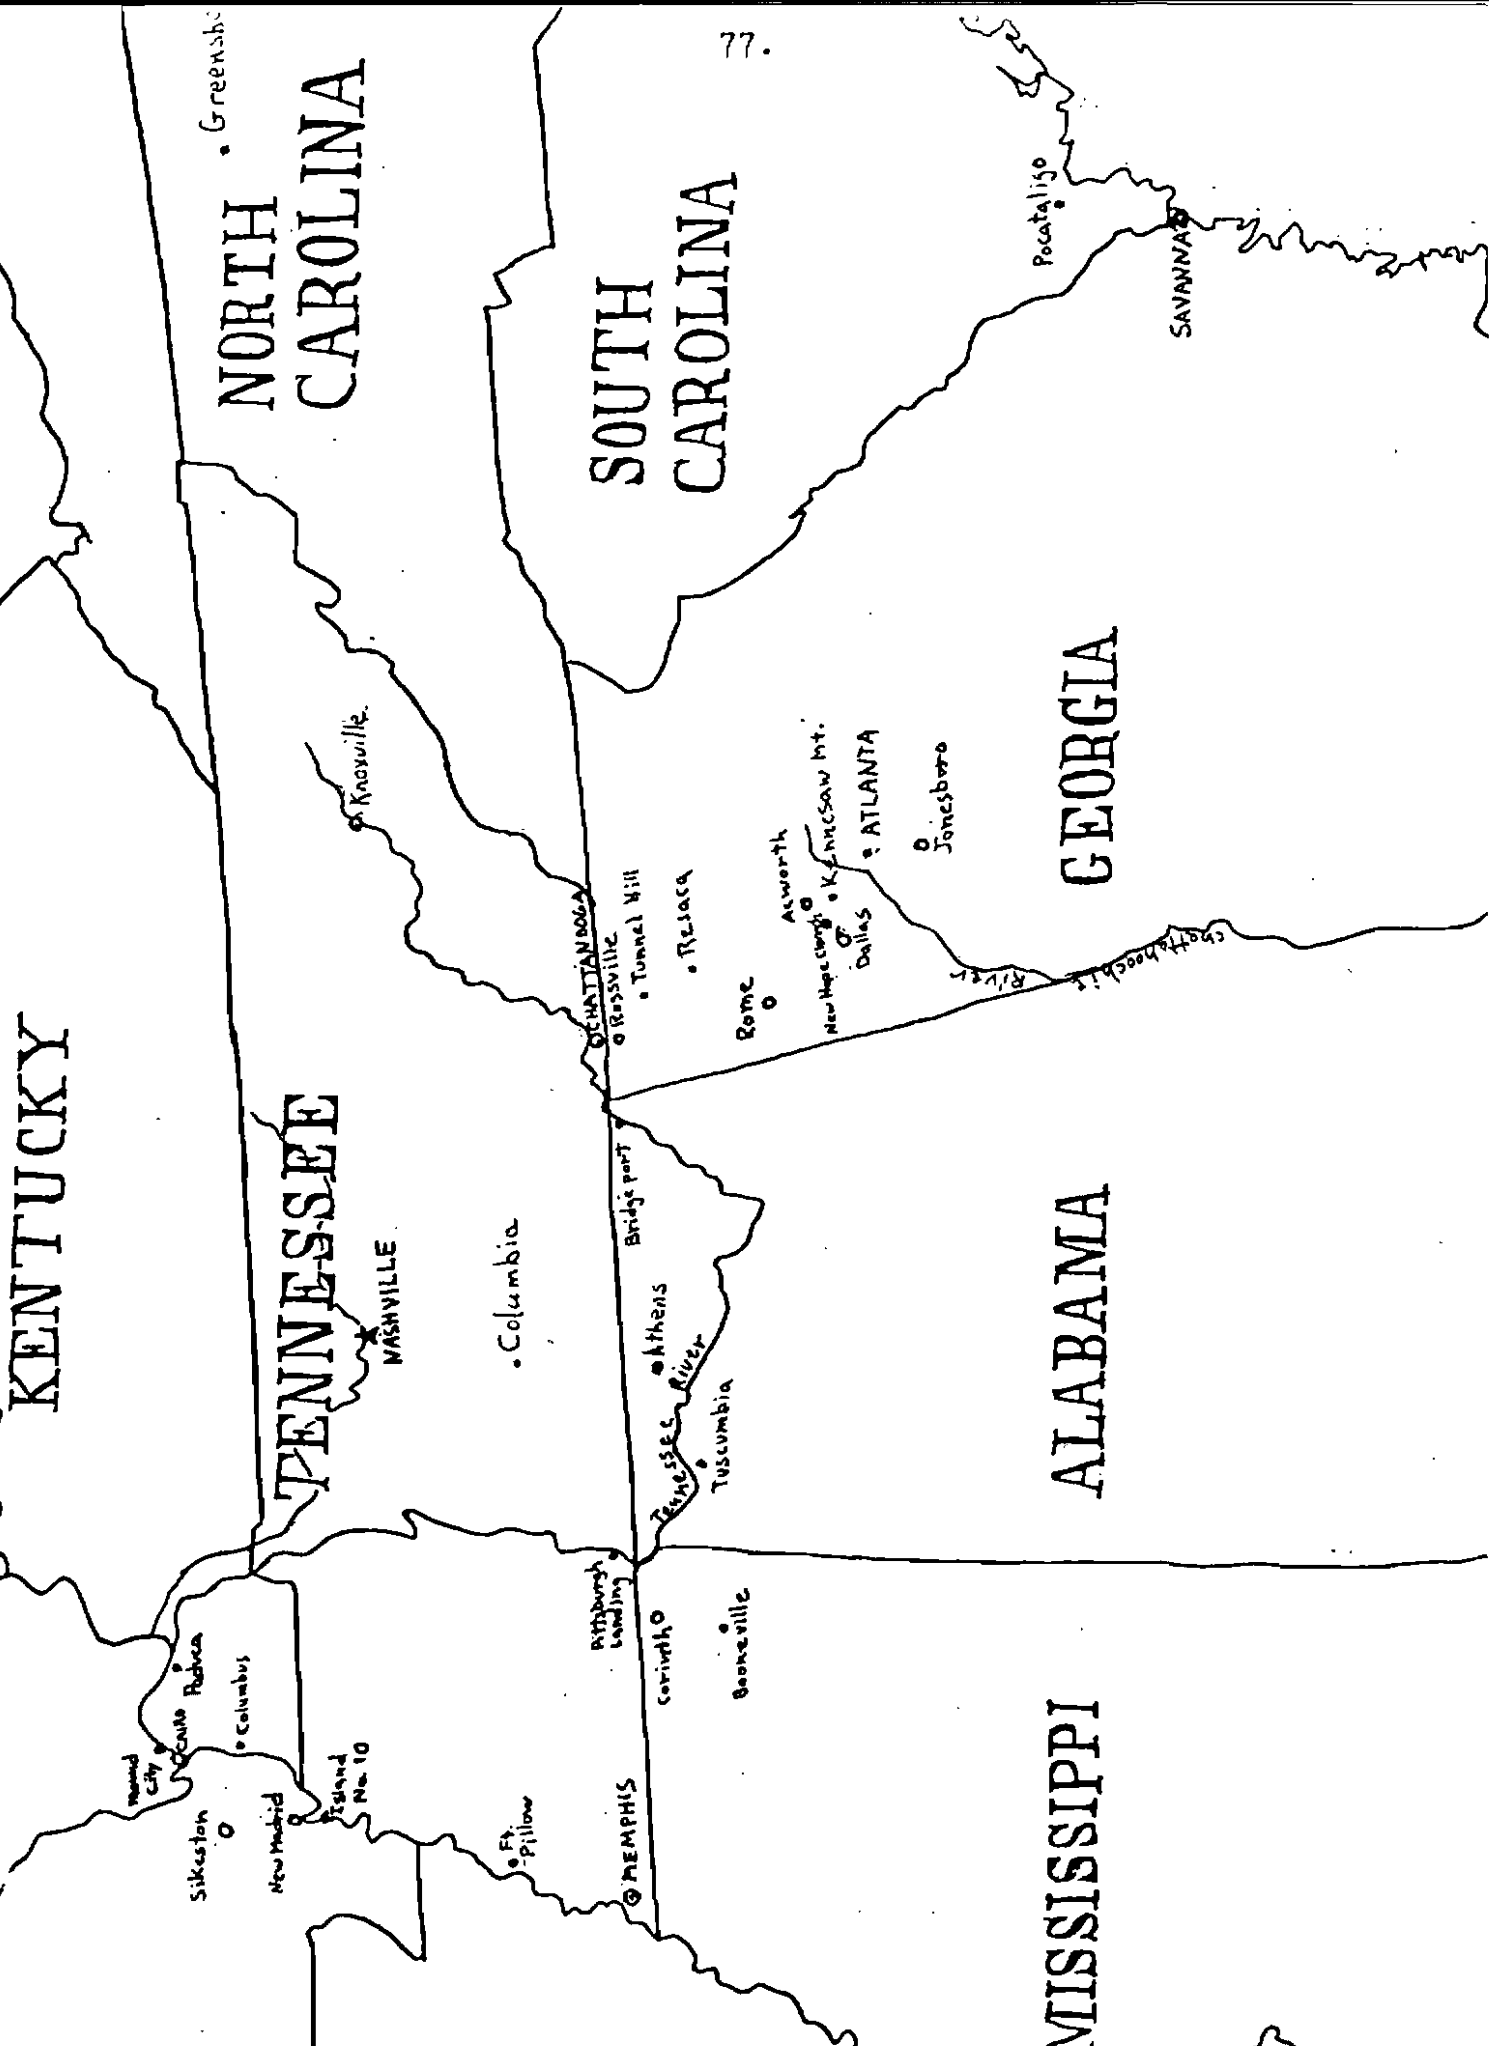 77.
KENTUCKY
Mound
City
CAIRO
Paduca
Columbus
Sikeston
New Madrid
Island
No. 10
TENNESSEE
NASHVILLE
Columbia
Knoxville
Ft.
Pillow
MEMPHIS
Pittsburgh
Landing
CHATTANOOGA
NORTH
CAROLINA
Greensbo
SOUTH
CAROLINA
Pocataligo
SAVANNAH
Corinth
Booneville
MISSISSIPPI
Tennessee River
Tuscumbia
Athens
Bridgeport
ALABAMA
Rossville
Tunnel Hill
Resaca
Rome
Acworth
New Hope Church
Kennesaw Mt.
Dallas
ATLANTA
Jonesboro
GEORGIA
Chattahoochie
River